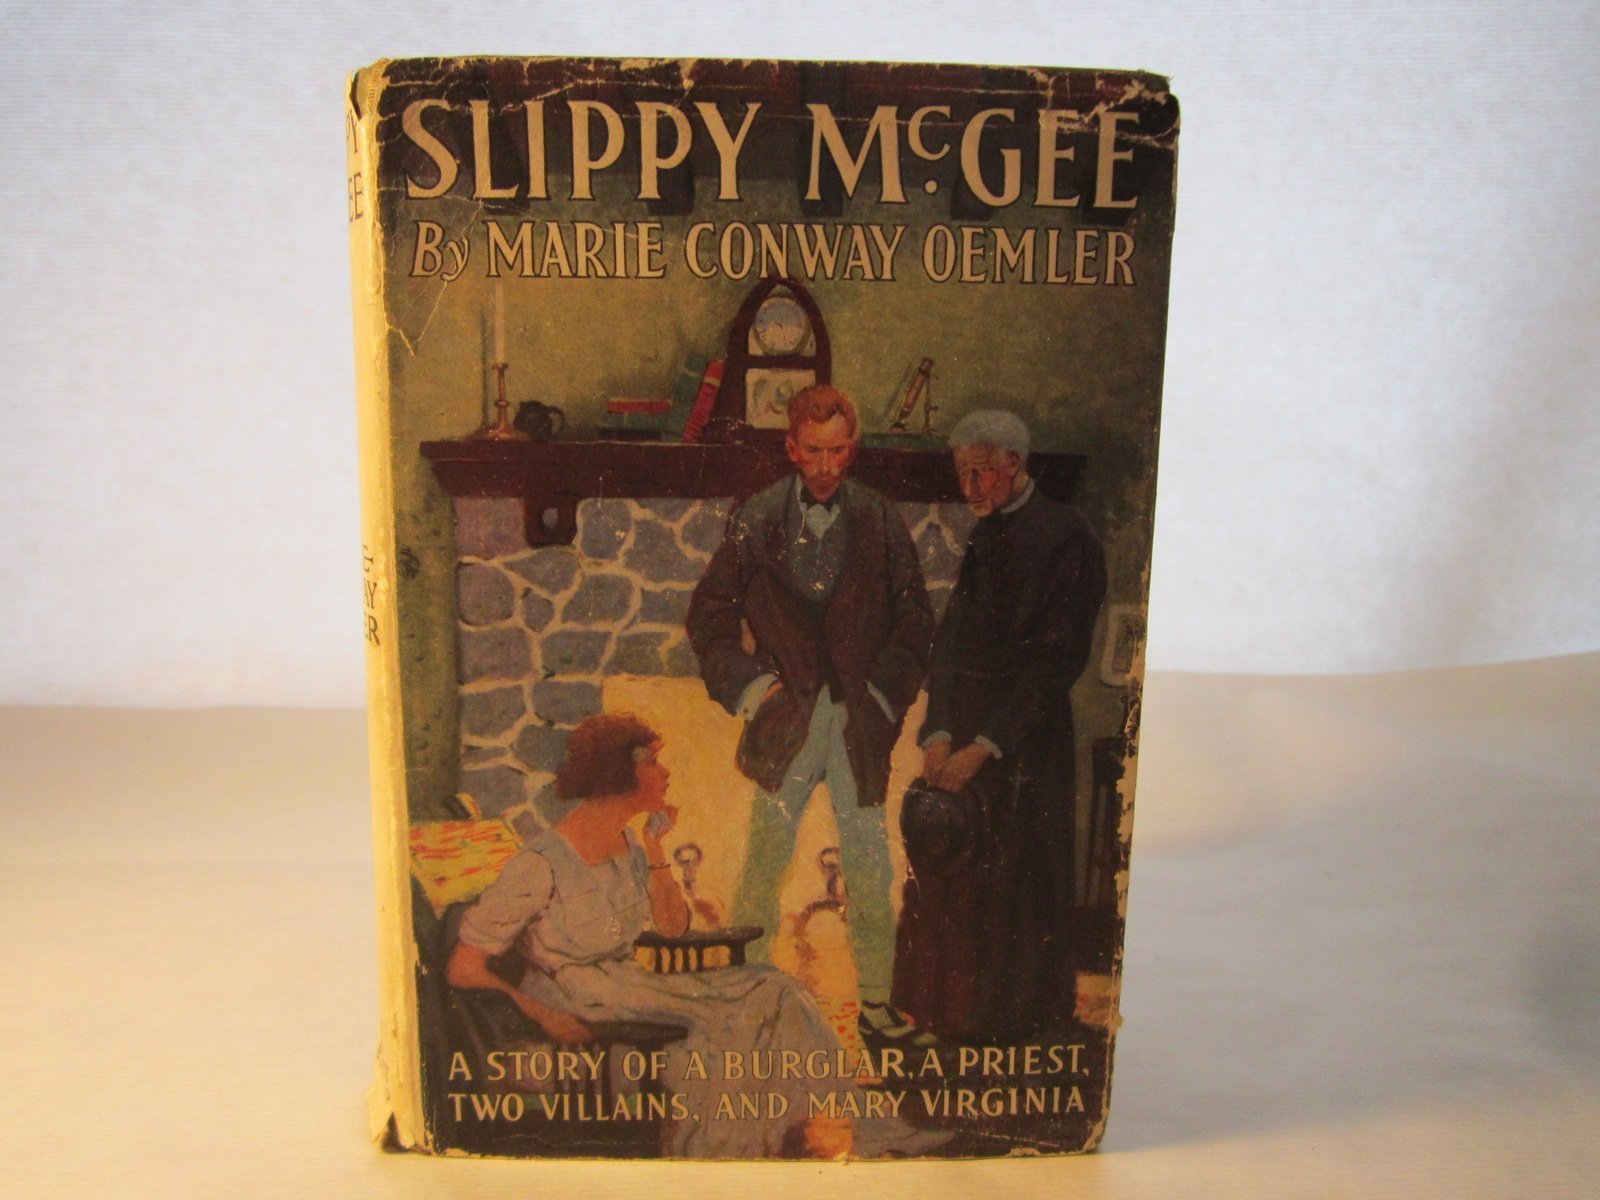 SLIPPY McGEE
By MARIE CONWAY OEMLER
A STORY OF A BURGLAR, A PRIEST,
TWO VILLAINS, AND MARY VIRGINIA